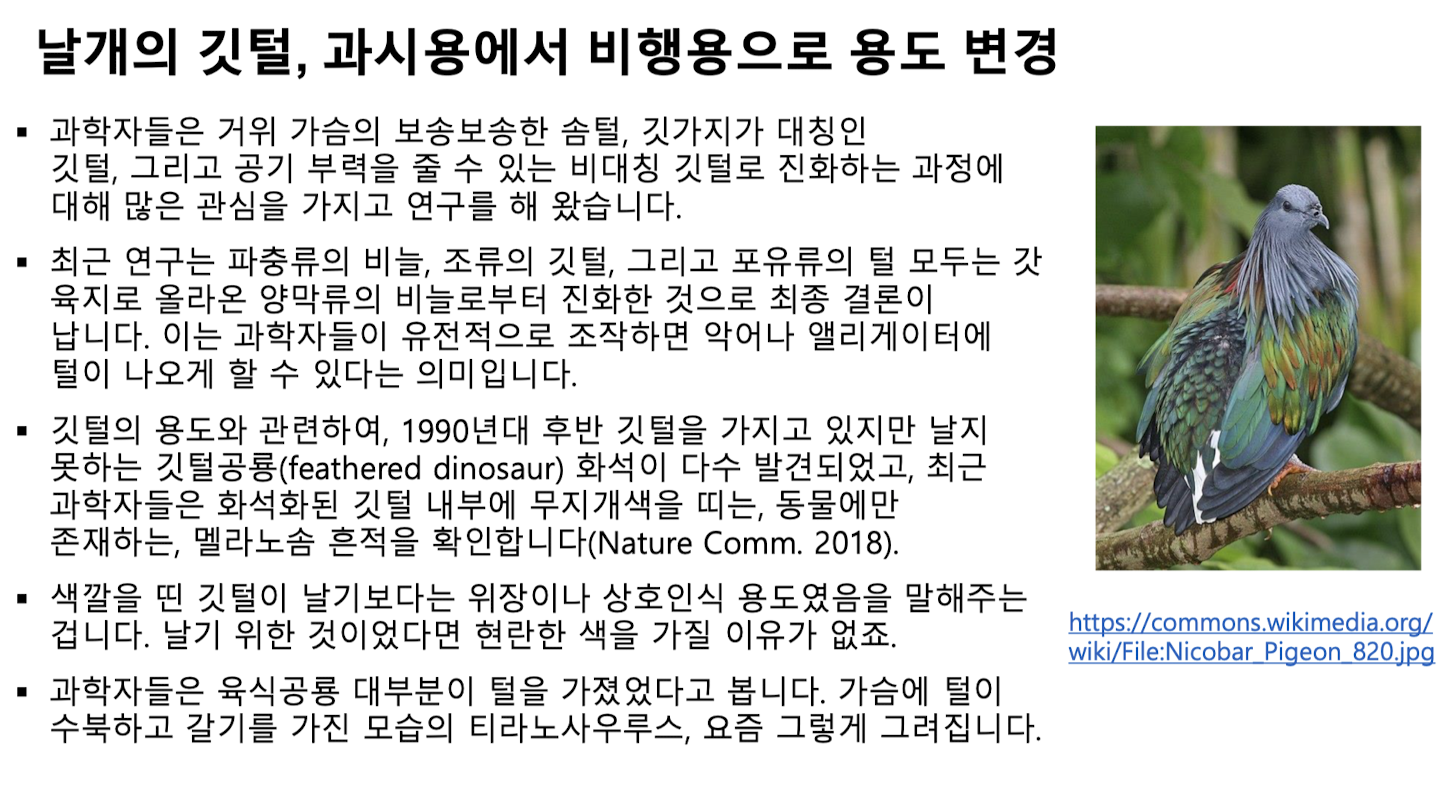 날개의 깃털, 과시용에서 비행용으로 용도 변경
▪ 과학자들은 거위 가슴의 보송보송한 솜털, 깃가지가 대칭인
깃털, 그리고 공기 부력을 줄 수 있는 비대칭 깃털로 진화하는 과정에
대해 많은 관심을 가지고 연구를 해 왔습니다.
▪ 최근 연구는 파충류의 비늘, 조류의 깃털, 그리고 포유류의 털 모두는 갓
육지로 올라온 양막류의 비늘로부터 진화한 것으로 최종 결론이
납니다. 이는 과학자들이 유전적으로 조작하면 악어나 앨리게이터에
털이 나오게 할 수 있다는 의미입니다.
▪ 깃털의 용도와 관련하여, 1990년대 후반 깃털을 가지고 있지만 날지
못하는 깃털공룡(feathered dinosaur) 화석이 다수 발견되었고, 최근
과학자들은 화석화된 깃털 내부에 무지개색을 띠는, 동물에만
존재하는, 멜라노솜 흔적을 확인합니다(Nature Comm. 2018).
▪ 색깔을 띤 깃털이 날기보다는 위장이나 상호인식 용도였음을 말해주는
겁니다. 날기 위한 것이었다면 현란한 색을 가질 이유가 없죠.
▪ 과학자들은 육식공룡 대부분이 털을 가졌었다고 봅니다. 가슴에 털이
수북하고 갈기를 가진 모습의 티라노사우루스, 요즘 그렇게 그려집니다.
https://commons.wikimedia.org/
wiki/File:Nicobar_Pigeon_820.jpg